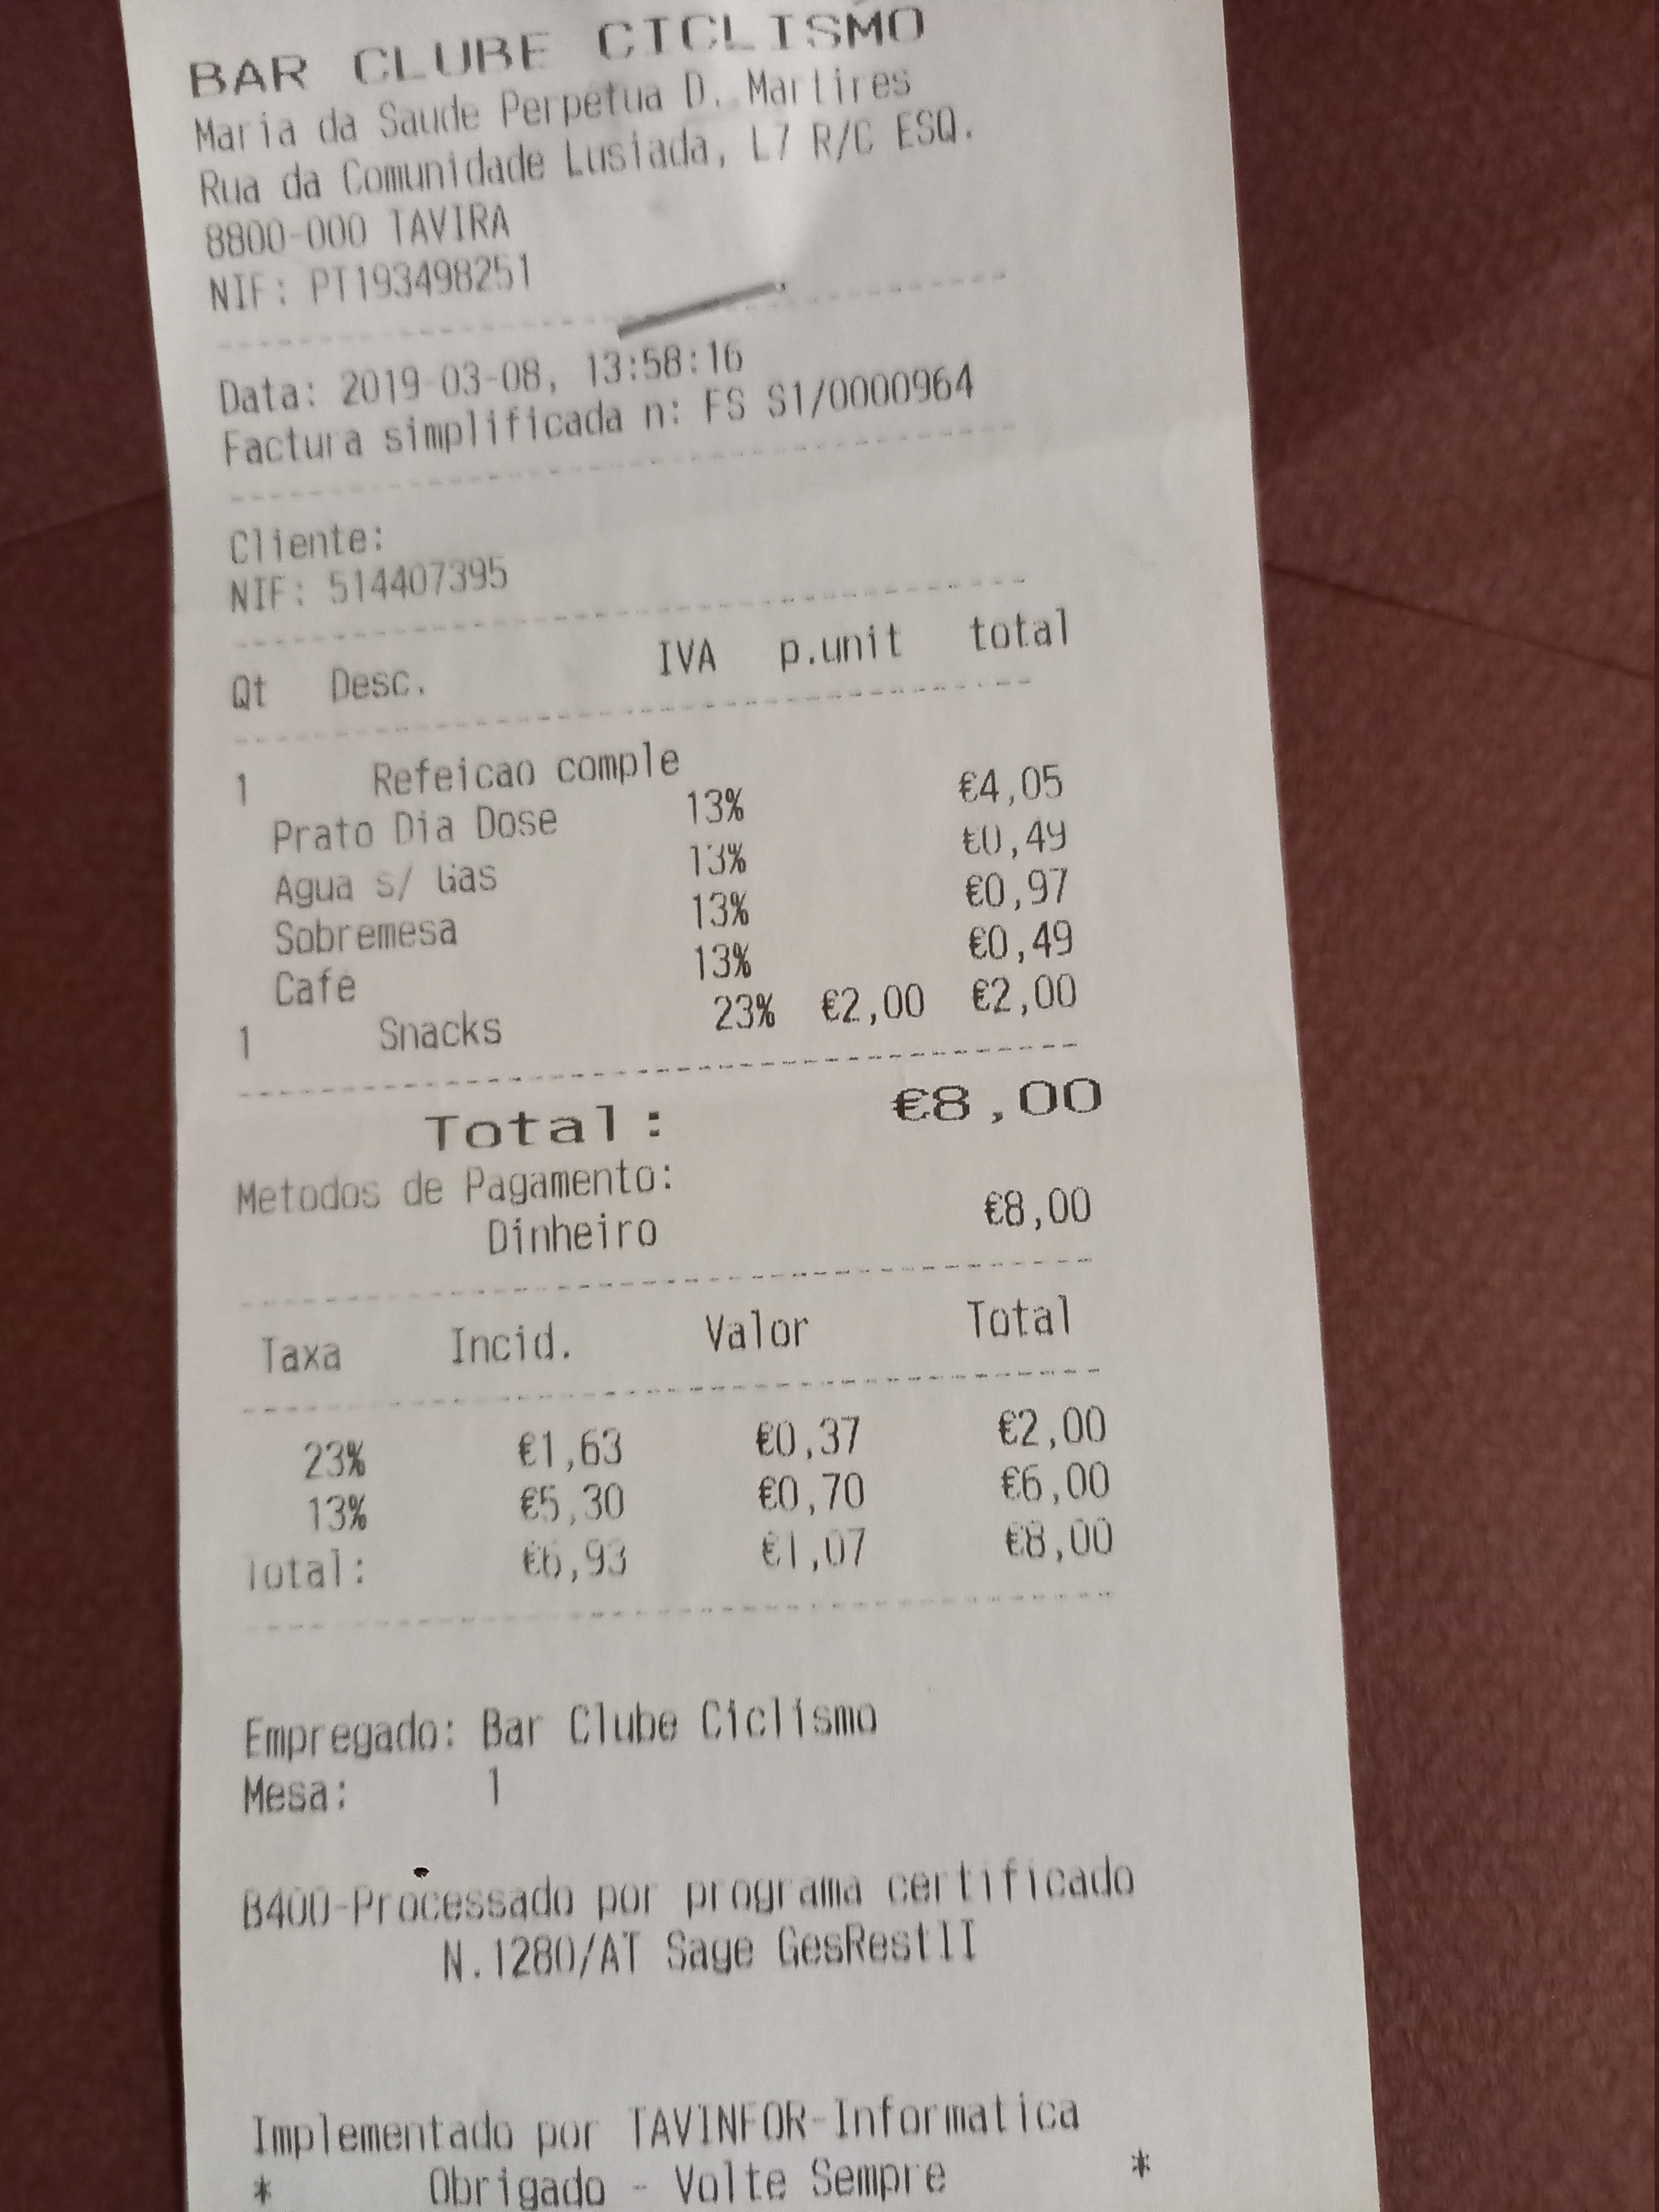 BAR CLUBE CICLISMO
Maria da Saude Perpetua D. Martires
Rua da Comunidade Lusiada, L7 R/C ESQ.
8800-000 TAVIRA
NIF: PT193498251
Data: 2019-03-08, 13:58:16
Factura simplificada n: FS S1/0000964
Cliente:
NIF: 514407395
Qt Desc. IVA p.unit total
1 Refeicao comple
Prato Dia Dose 13% €4,05
Agua s/ Gas 13% €0,49
Sobremesa 13% €0,97
Cafe 13% €0,49
1 Snacks 23% €2,00 €2,00
Total: €8,00
Metodos de Pagamento:
Dinheiro €8,00
Taxa Incid. Valor Total
23% €1,63 €0,37 €2,00
13% €5,30 €0,70 €6,00
Total: €6,93 €1,07 €8,00
Empregado: Bar Clube Ciclismo
Mesa: 1
B400-Processado por programa certificado
N.1280/AT Sage GesRestII
Implementado por TAVINFOR-Informatica
* Obrigado - Volte Sempre *